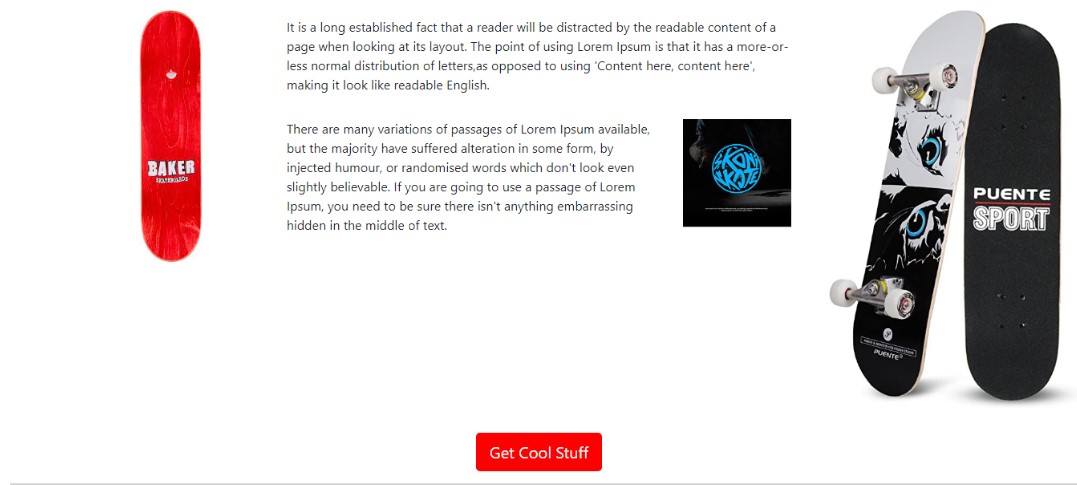 BAKER
SKATEBOARDS
It is a long established fact that a reader will be distracted by the readable content of a
page when looking at its layout. The point of using Lorem Ipsum is that it has a more-or-
less normal distribution of letters,as opposed to using 'Content here, content here',
making it look like readable English.
There are many variations of passages of Lorem Ipsum available,
but the majority have suffered alteration in some form, by
injected humour, or randomised words which don't look even
slightly believable. If you are going to use a passage of Lorem
Ipsum, you need to be sure there isn't anything embarrassing
hidden in the middle of text.
PUENTE
SPORT
PUENTE
Get Cool Stuff